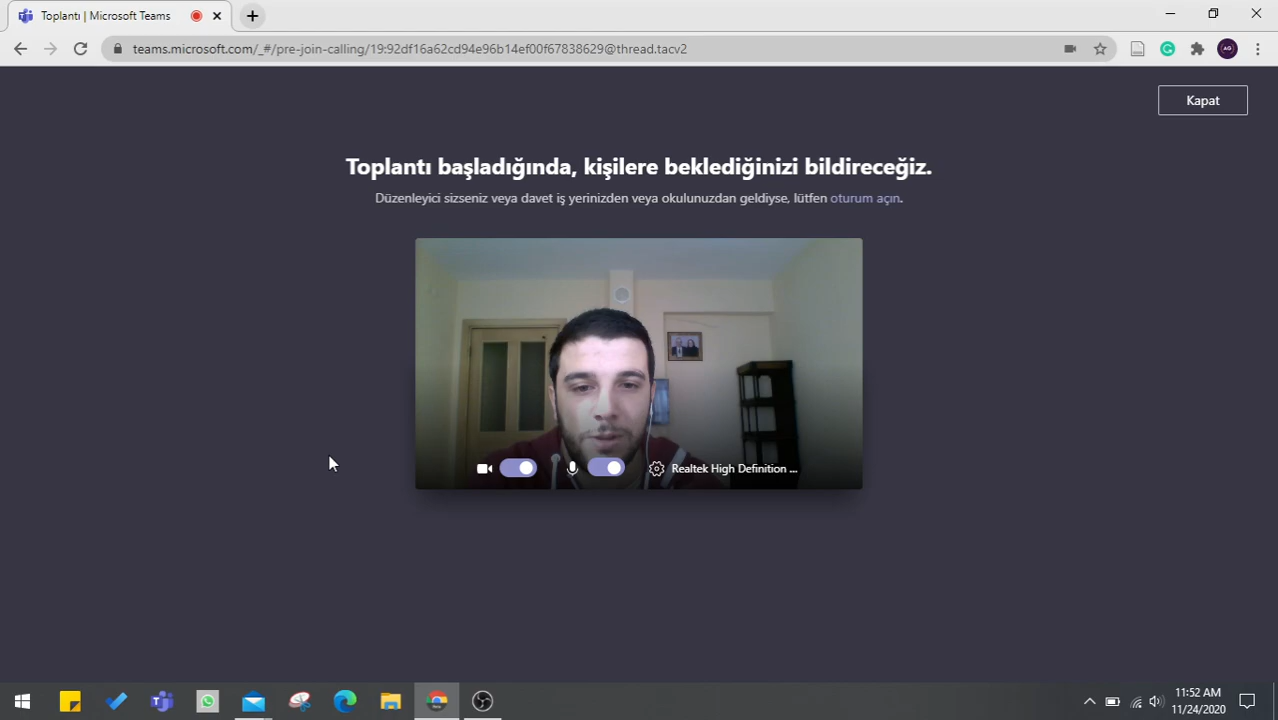 Toplantı | Microsoft Teams
teams.microsoft.com/_#/pre-join-calling/19:92df16a62cd94e96b14ef00f67838629@thread.tacv2
AG
Kapat
Toplantı başladığında, kişilere beklediğinizi bildireceğiz.
Düzenleyici sizseniz veya davet iş yerinizden veya okulunuzdan geldiyse, lütfen oturum açın.
Realtek High Definition ...
11:52 AM
11/24/2020